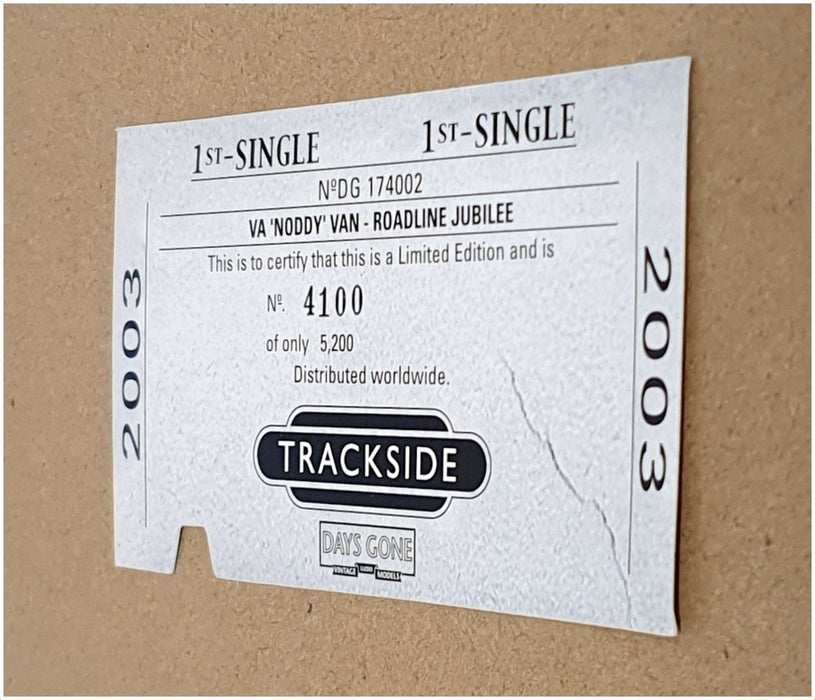 1ST-SINGLE 1ST-SINGLE
NºDG 174002
VA 'NODDY' VAN - ROADLINE JUBILEE
This is to certify that this is a Limited Edition and is
Nº. 4100
of only 5,200
Distributed worldwide.
TRACKSIDE
DAYS GONE
VINTAGE LLEDO MODELS
2003
2003